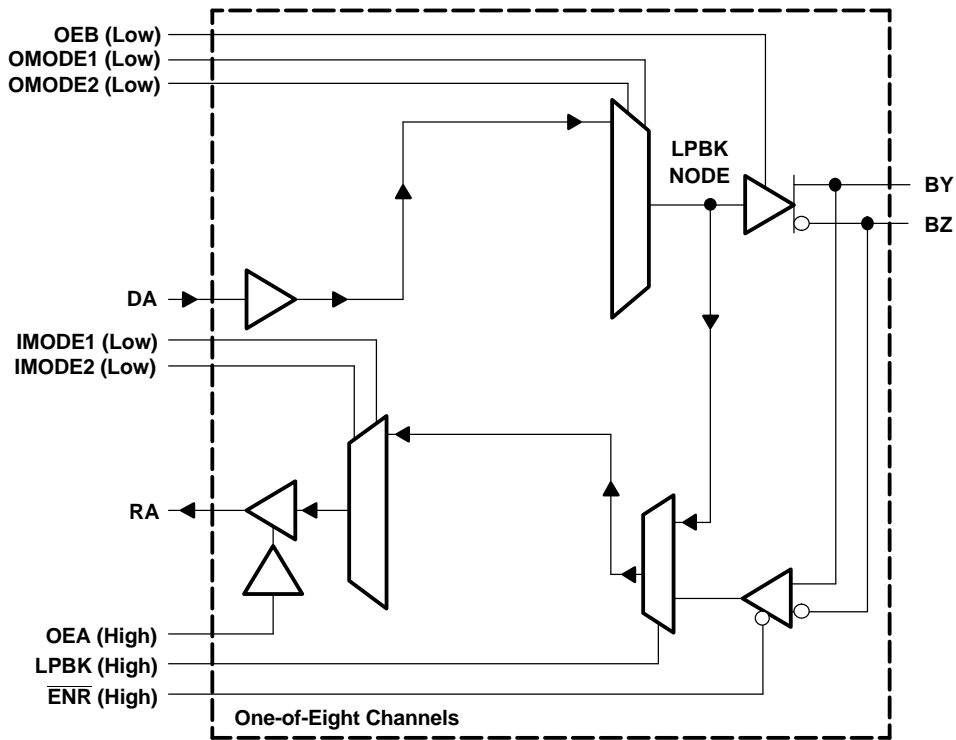 OEB (Low)
OMODE1 (Low)
OMODE2 (Low)
LPBK
NODE
BY
BZ
DA
IMODE1 (Low)
IMODE2 (Low)
RA
OEA (High)
LPBK (High)
ENR (High)
One-of-Eight Channels